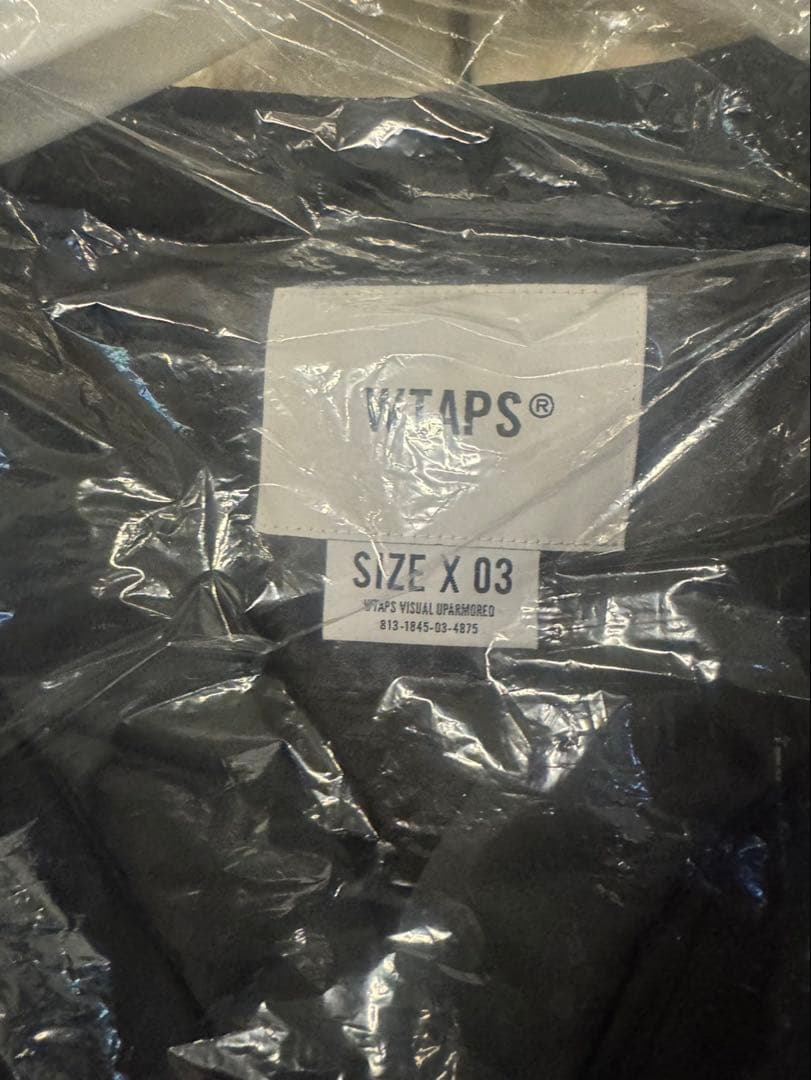 WTAPS®
SIZE X 03
WTAPS VISUAL UPARMORED
813-1845-03-4875